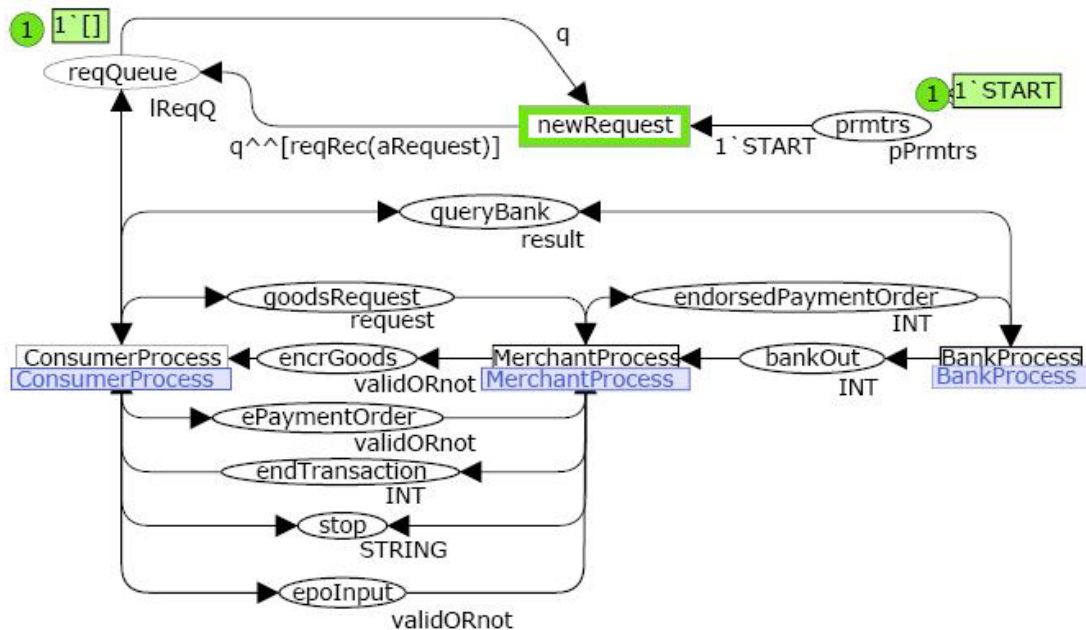 1 1`[]
q
reqQueue
1 1`START
lReqQ
newRequest
prmtrs
q^^[reqRec(aRequest)]
1`START
pPrmtrs
queryBank
result
goodsRequest
endorsedPaymentOrder
request
INT
ConsumerProcess
encrGoods
MerchantProcess
bankOut
BankProcess
ConsumerProcess
validORnot
MerchantProcess
INT
BankProcess
ePaymentOrder
validORnot
endTransaction
INT
stop
STRING
epoInput
validORnot